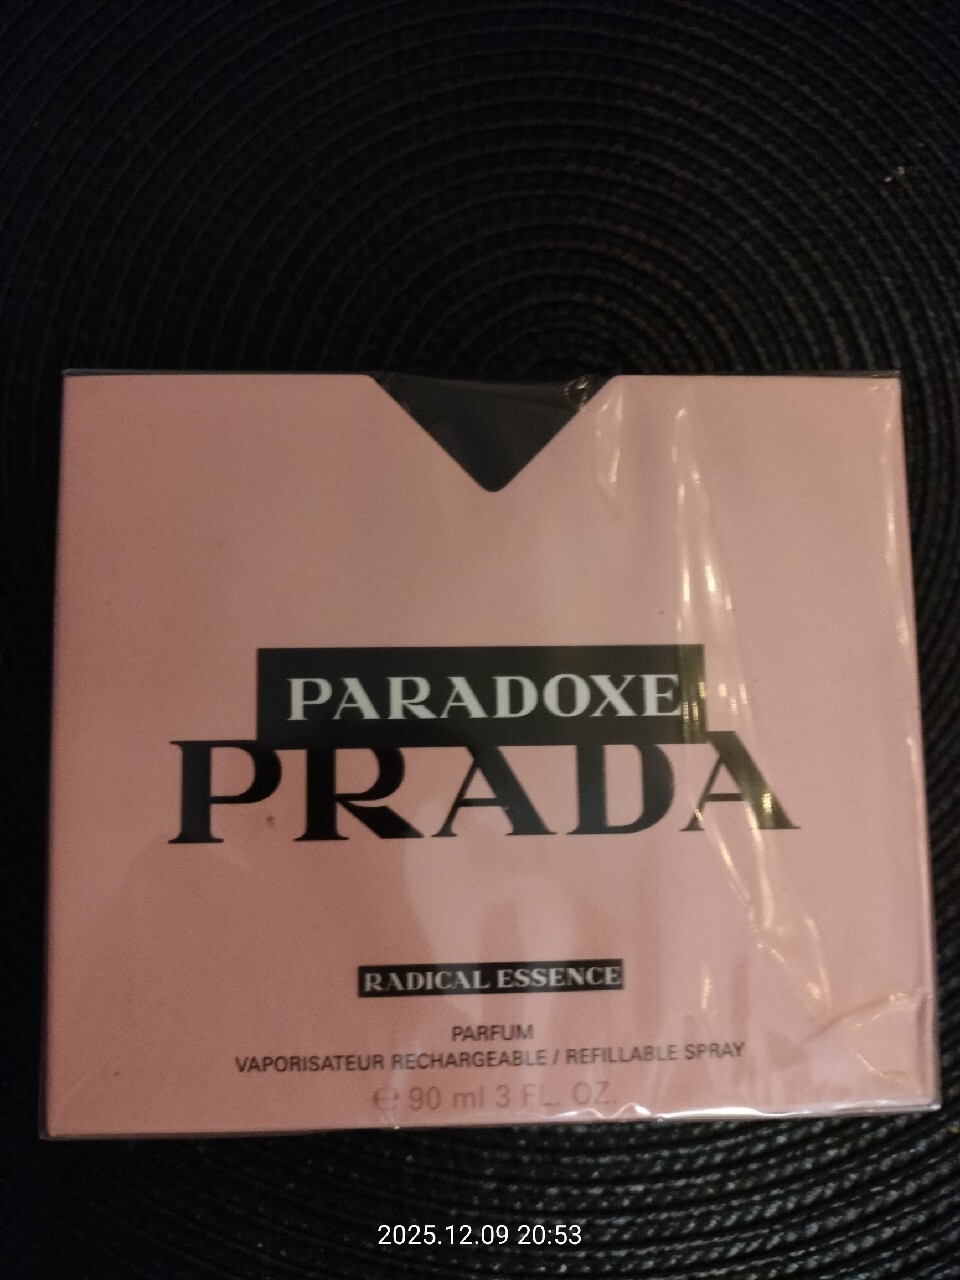 PARADOXE
PRADA
RADICAL ESSENCE
PARFUM
VAPORISATEUR RECHARGEABLE / REFILLABLE SPRAY
℮ 90 ml 3 FL. OZ.
2025.12.09 20:53